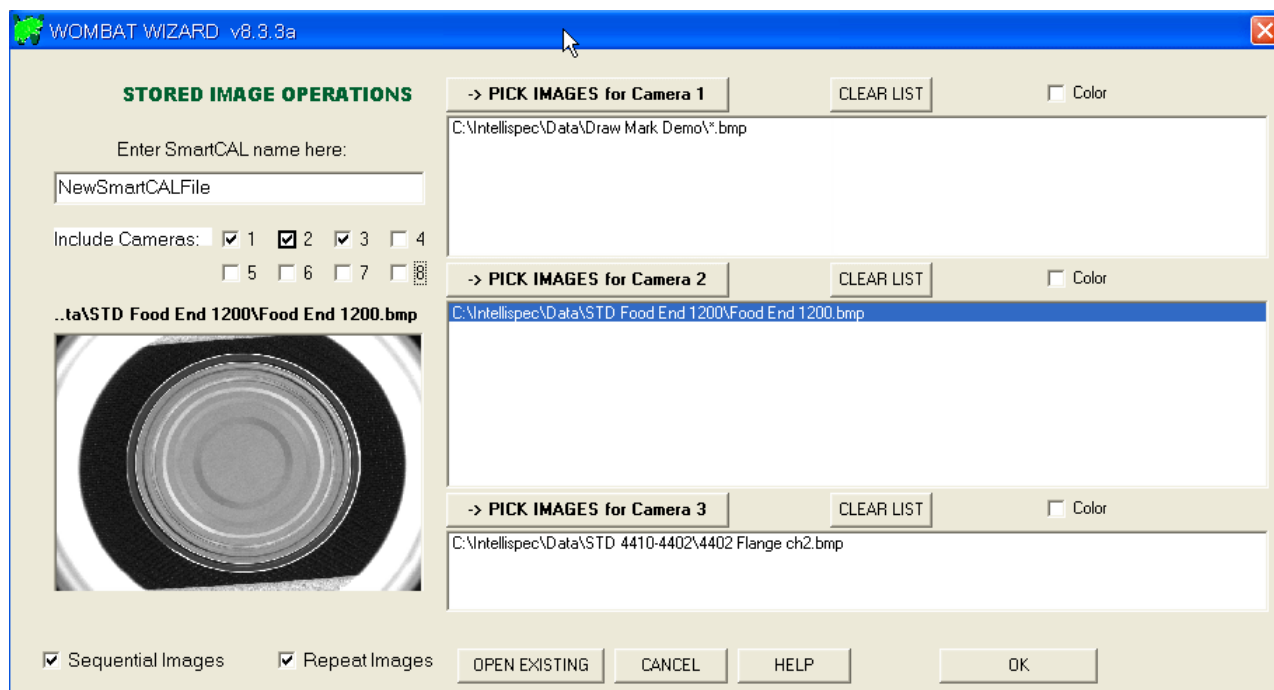 WOMBAT WIZARD v8.3.3a
STORED IMAGE OPERATIONS
Enter SmartCAL name here:
NewSmartCALFile
Include Cameras: 1 2 3 4
5 6 7 8
..ta\STD Food End 1200\Food End 1200.bmp
-> PICK IMAGES for Camera 1 CLEAR LIST Color
C:\Intellispec\Data\Draw Mark Demo\*.bmp
-> PICK IMAGES for Camera 2 CLEAR LIST Color
C:\Intellispec\Data\STD Food End 1200\Food End 1200.bmp
-> PICK IMAGES for Camera 3 CLEAR LIST Color
C:\Intellispec\Data\STD 4410-4402\4402 Flange ch2.bmp
Sequential Images Repeat Images OPEN EXISTING CANCEL HELP OK